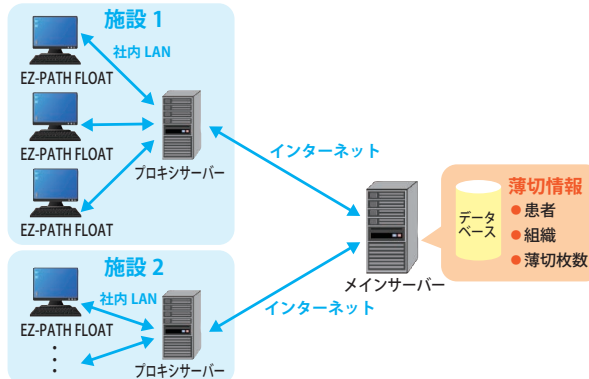 施設 1
社内 LAN
EZ-PATH FLOAT
EZ-PATH FLOAT
EZ-PATH FLOAT
プロキシサーバー
インターネット
メインサーバー
データ
ベース
薄切情報
●患者
●組織
●薄切枚数
施設 2
社内 LAN
EZ-PATH FLOAT
プロキシサーバー
インターネット